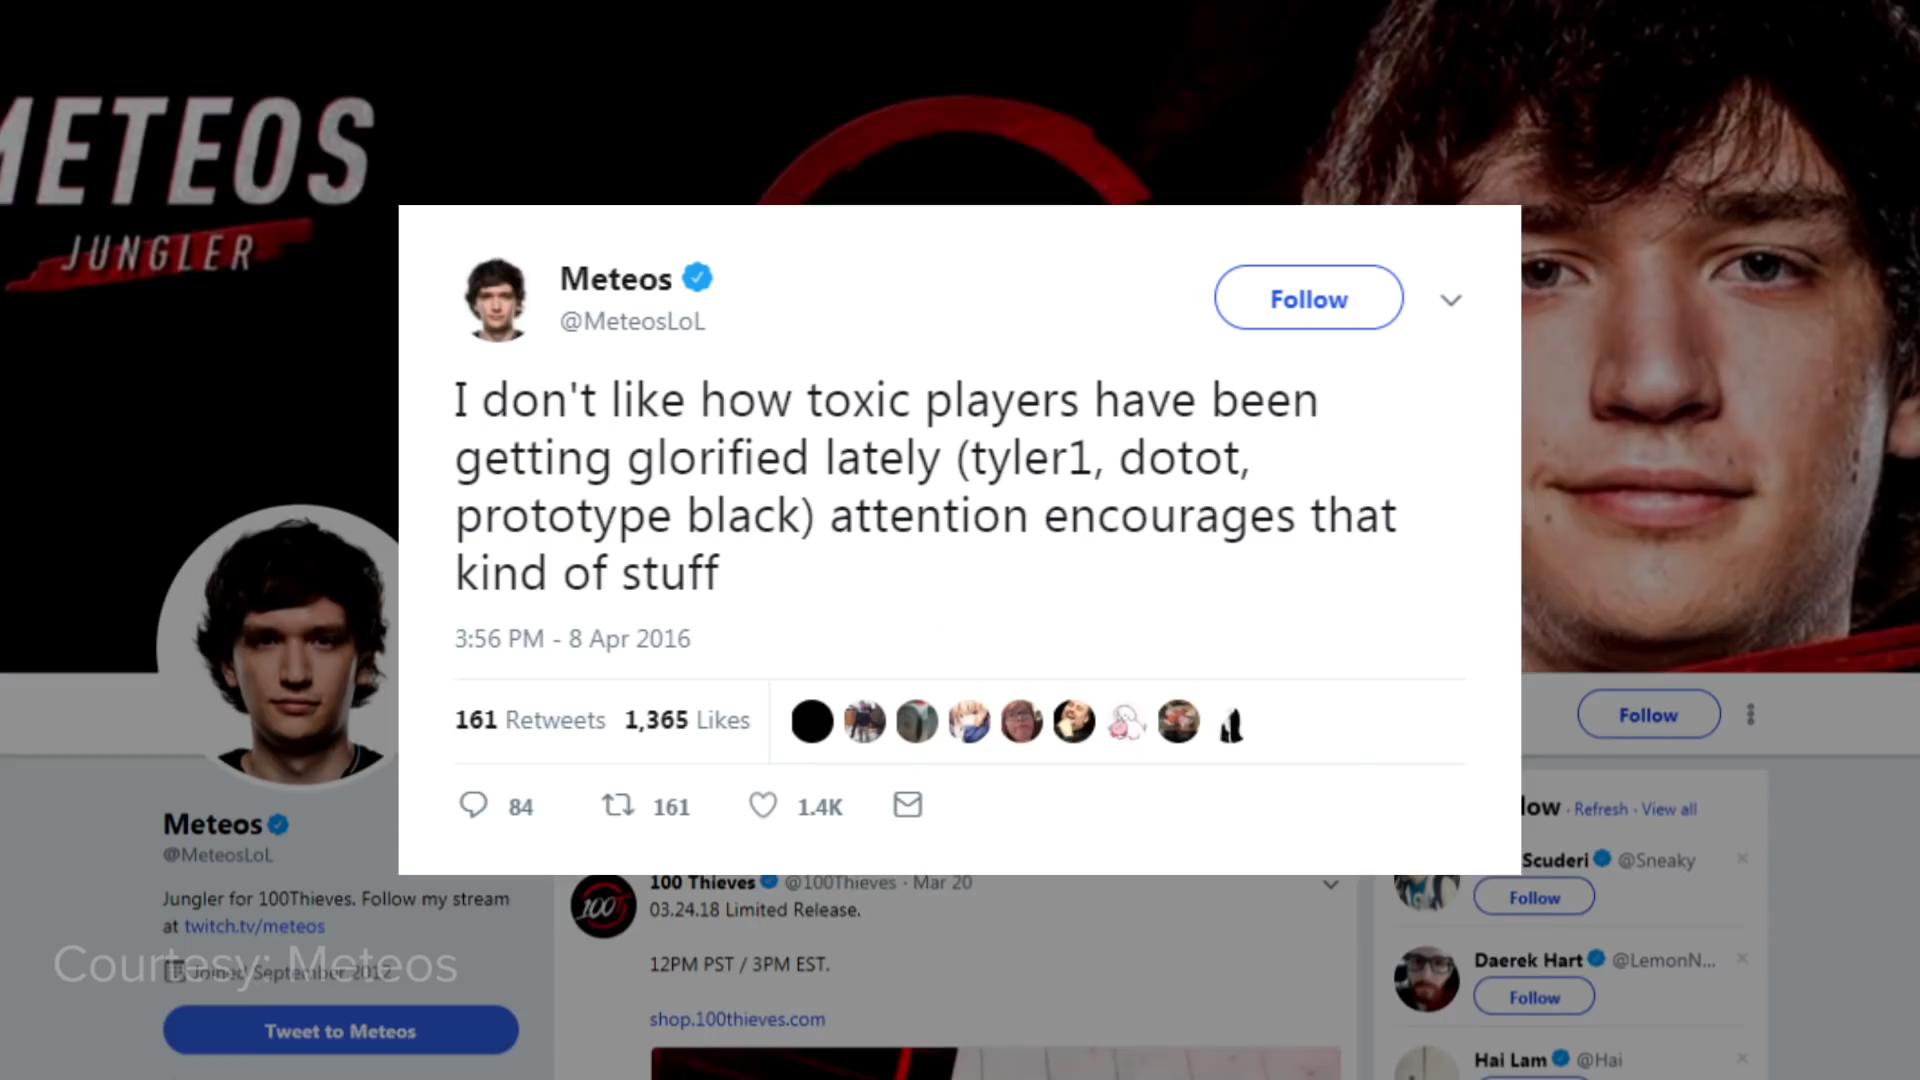 METEOS
JUNGLER
Meteos
@MeteosLoL
Follow
I don't like how toxic players have been
getting glorified lately (tyler1, dotot,
prototype black) attention encourages that
kind of stuff
3:56 PM - 8 Apr 2016
161 Retweets 1,365 Likes
84 161 1.4K
Follow
Meteos
@MeteosLoL
Jungler for 100Thieves. Follow my stream
at twitch.tv/meteos
Joined September 2012
Courtesy: Meteos
Tweet to Meteos
100T
100 Thieves @100Thieves · Mar 20
03.24.18 Limited Release.
12PM PST / 3PM EST.
shop.100thieves.com
low · Refresh · View all
Scuderi @Sneaky
Follow
Daerek Hart @LemonN...
Follow
Hai Lam @Hai